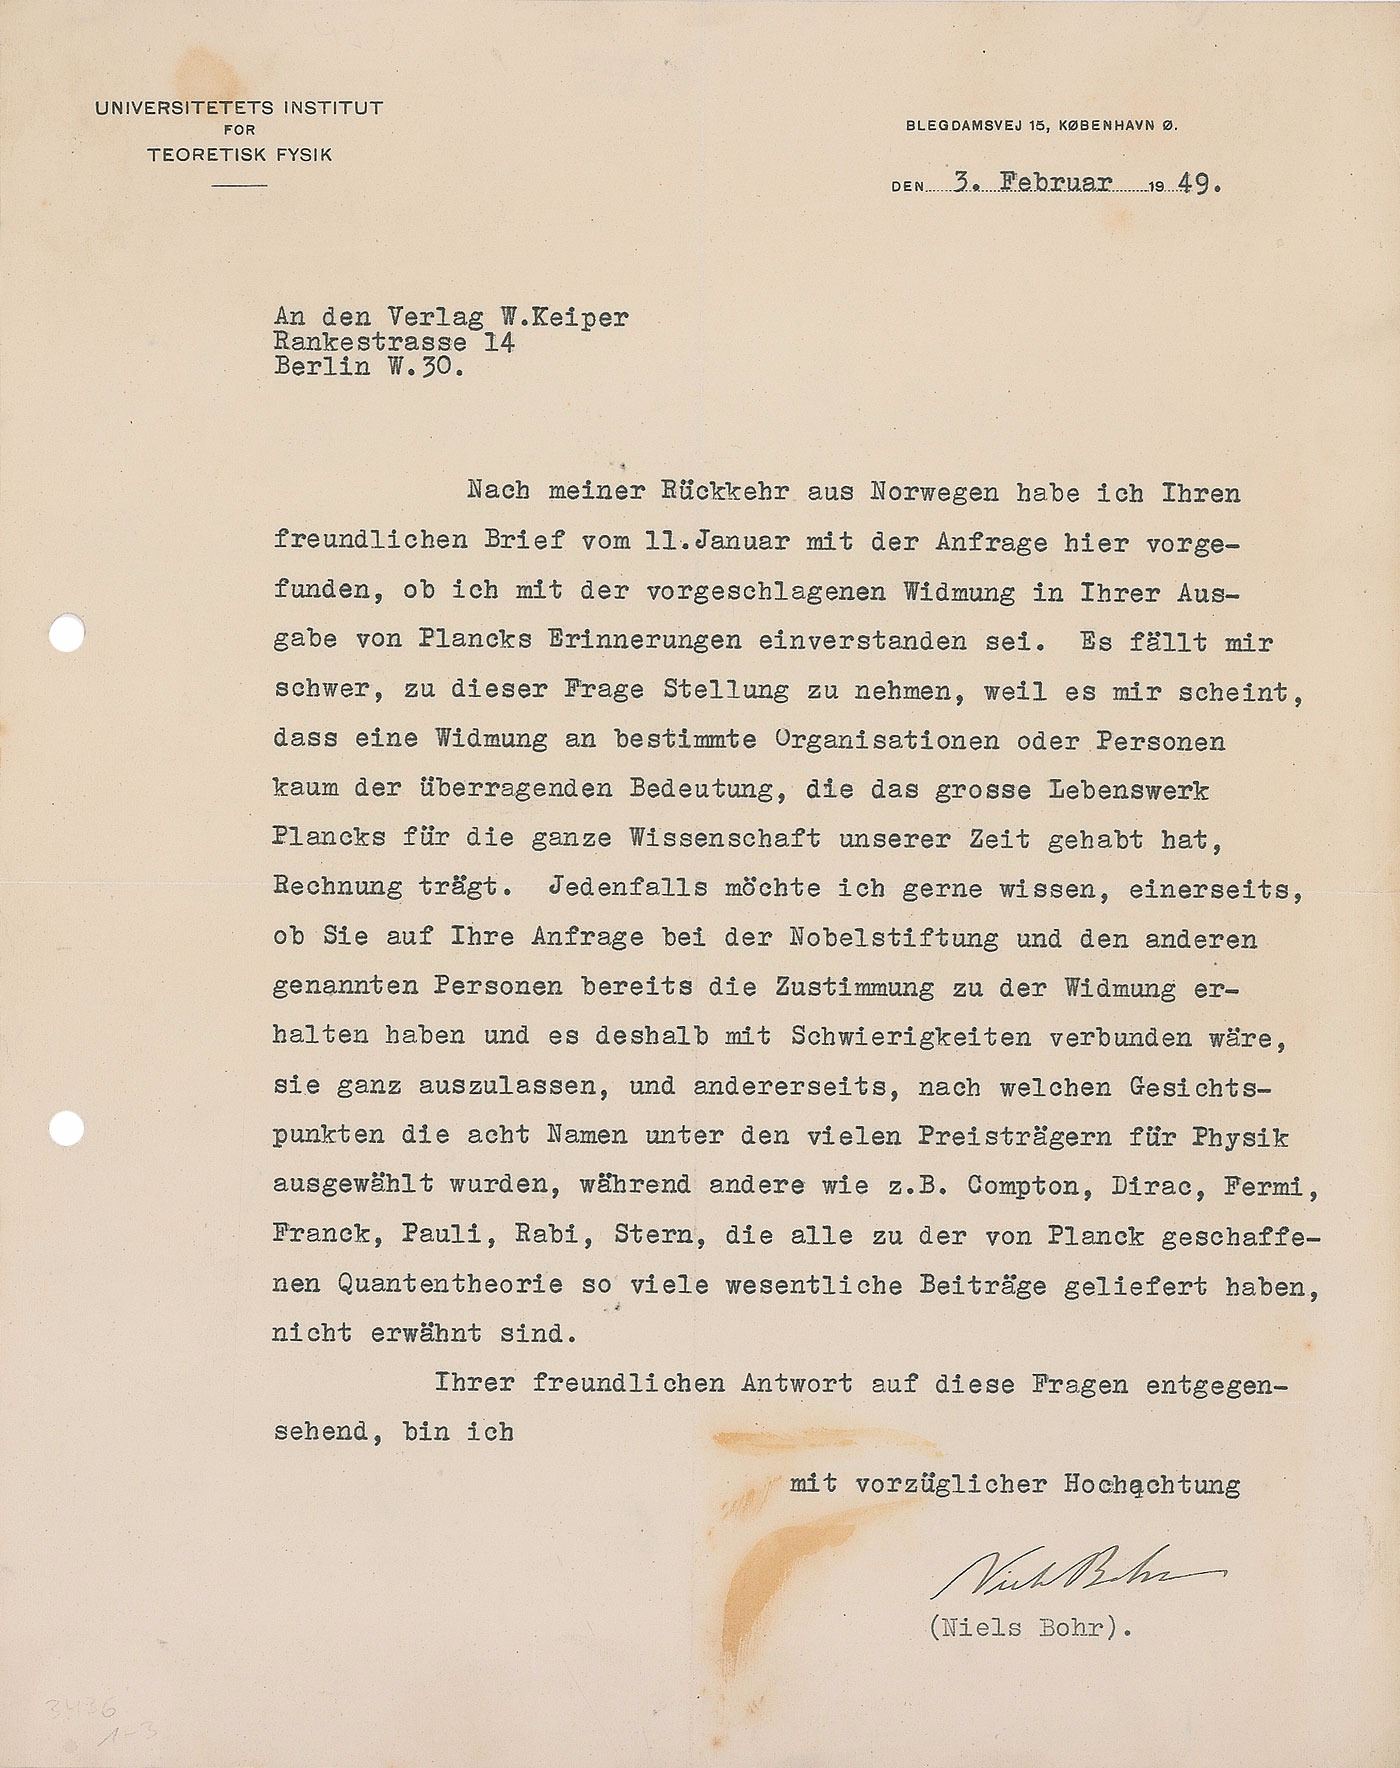 UNIVERSITETETS INSTITUT
FOR
TEORETISK FYSIK
BLEGDAMSVEJ 15, KØBENHAVN Ø.
DEN 3. Februar 19 49.
An den Verlag W.Keiper
Rankestrasse 14
Berlin W.30.
Nach meiner Rückkehr aus Norwegen habe ich Ihren
freundlichen Brief vom 11.Januar mit der Anfrage hier vorge-
funden, ob ich mit der vorgeschlagenen Widmung in Ihrer Aus-
gabe von Plancks Erinnerungen einverstanden sei. Es fällt mir
schwer, zu dieser Frage Stellung zu nehmen, weil es mir scheint,
dass eine Widmung an bestimmte Organisationen oder Personen
kaum der überragenden Bedeutung, die das grosse Lebenswerk
Plancks für die ganze Wissenschaft unserer Zeit gehabt hat,
Rechnung trägt. Jedenfalls möchte ich gerne wissen, einerseits,
ob Sie auf Ihre Anfrage bei der Nobelstiftung und den anderen
genannten Personen bereits die Zustimmung zu der Widmung er-
halten haben und es deshalb mit Schwierigkeiten verbunden wäre,
sie ganz auszulassen, und andererseits, nach welchen Gesichts-
punkten die acht Namen unter den vielen Preisträgern für Physik
ausgewählt wurden, während andere wie z.B. Compton, Dirac, Fermi,
Franck, Pauli, Rabi, Stern, die alle zu der von Planck geschaffe-
nen Quantentheorie so viele wesentliche Beiträge geliefert haben,
nicht erwähnt sind.
Ihrer freundlichen Antwort auf diese Fragen entgegen-
sehend, bin ich
mit vorzüglicher Hochachtung
Niels Bohr
(Niels Bohr).
3436
1-3